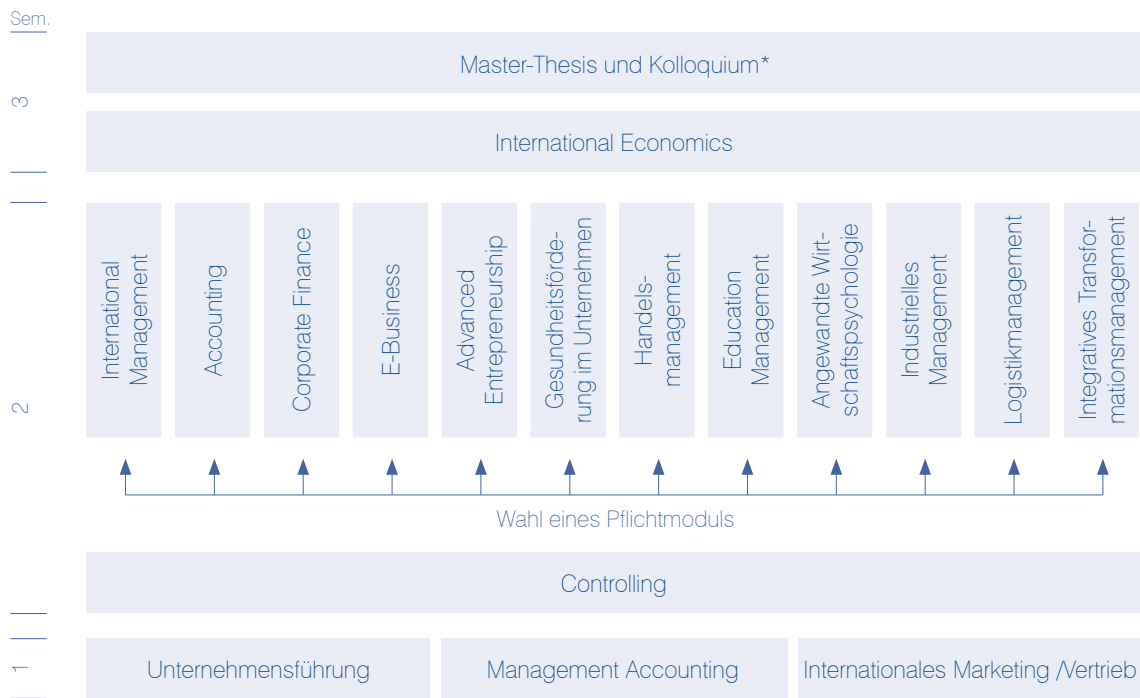 Sem.
3
Master-Thesis und Kolloquium*
International Economics
2
International
Management
Accounting
Corporate Finance
E-Business
Advanced
Entrepreneurship
Gesundheitsförde-
rung im Unternehmen
Handels-
management
Education
Management
Angewandte Wirt-
schaftspsychologie
Industrielles
Management
Logistikmanagement
Integratives Transfor-
mationsmanagement
Wahl eines Pflichtmoduls
Controlling
1
Unternehmensführung
Management Accounting
Internationales Marketing /Vertrieb